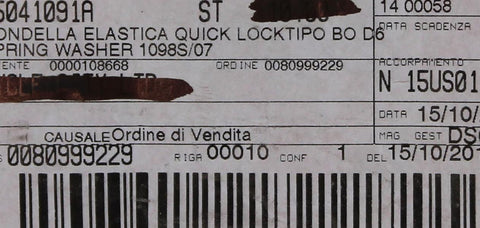 5041091A ST 14 00058
DATA SCADENZA
ONDELLA ELASTICA QUICK LOCKTIPO BO D6
PRING WASHER 1098S/07
ACCORPAMENTO
ENTE 0000108668 ORDINE 0080999229
N 15US01
DATA 15/10/
CAUSALE Ordine di Vendita
MAG GEST DS
0080999229 RIGA 00010 CONF 1 DEL 15/10/201